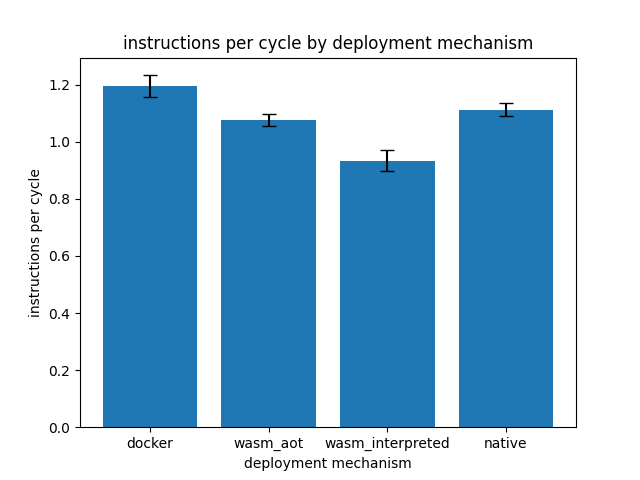 instructions per cycle by deployment mechanism
instructions per cycle
1.2
1.0
0.8
0.6
0.4
0.2
0.0
docker wasm_aot wasm_interpreted native
deployment mechanism